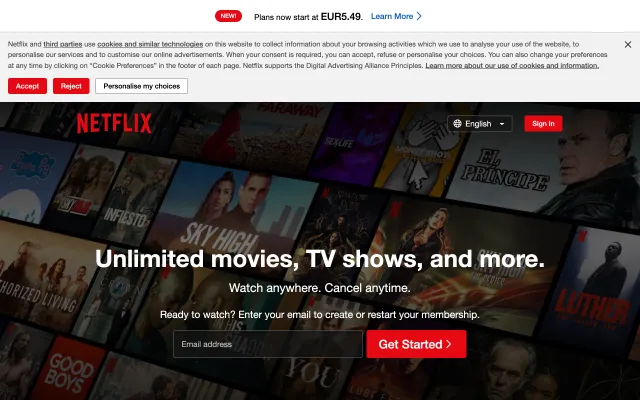 NEW!
Plans now start at EUR5.49.
Learn More
Netflix and third parties use cookies and similar technologies on this website to collect information about your browsing activities which we use to analyse your use of the website, to
personalise our services and to customise our online advertisements. When your consent is required, you can accept, refuse or personalise your choices. You can also change your preferences
at any time by clicking on “Cookie Preferences” in the footer of each page. Netflix supports the Digital Advertising Alliance Principles. Learn more about our use of cookies and information.
Accept
Reject
Personalise my choices
NETFLIX
English
Sign In
FARAWAY
SEX/LIFE
EL
PRÍNCIPE
INFIESTO
SKY HIGH
Unlimited movies, TV shows, and more.
Watch anywhere. Cancel anytime.
Ready to watch? Enter your email to create or restart your membership.
Email address
Get Started
LUTHER
GOOD
BOYS
YOU